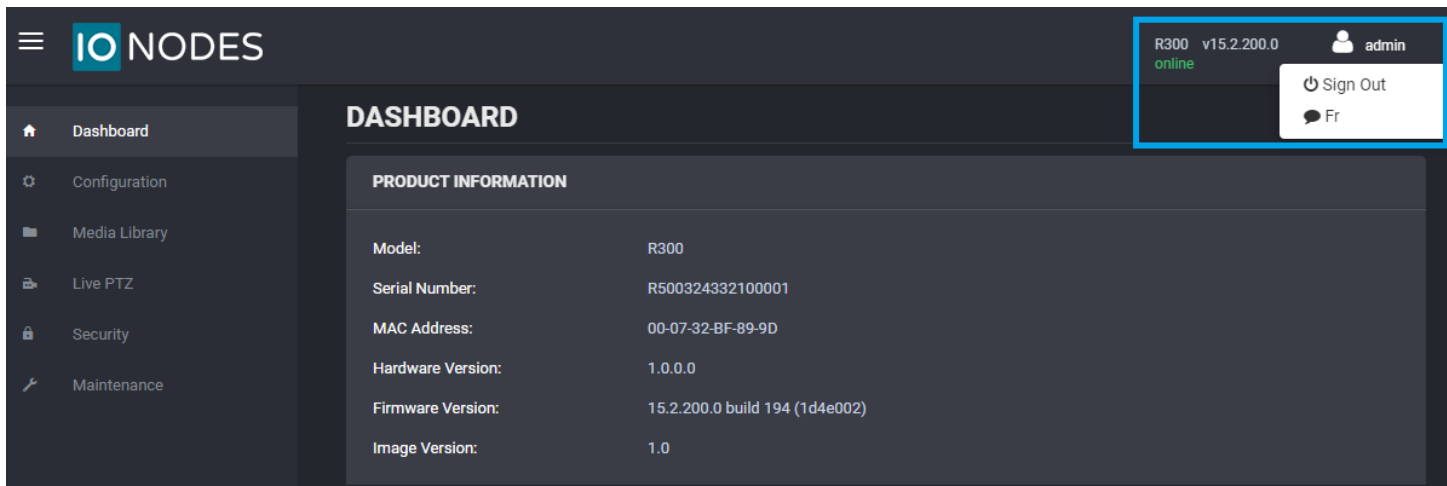 IO NODES
R300 v15.2.200.0
online
admin
Sign Out
Fr
Dashboard
Configuration
Media Library
Live PTZ
Security
Maintenance
DASHBOARD
PRODUCT INFORMATION
Model: R300
Serial Number: R500324332100001
MAC Address: 00-07-32-BF-89-9D
Hardware Version: 1.0.0.0
Firmware Version: 15.2.200.0 build 194 (1d4e002)
Image Version: 1.0